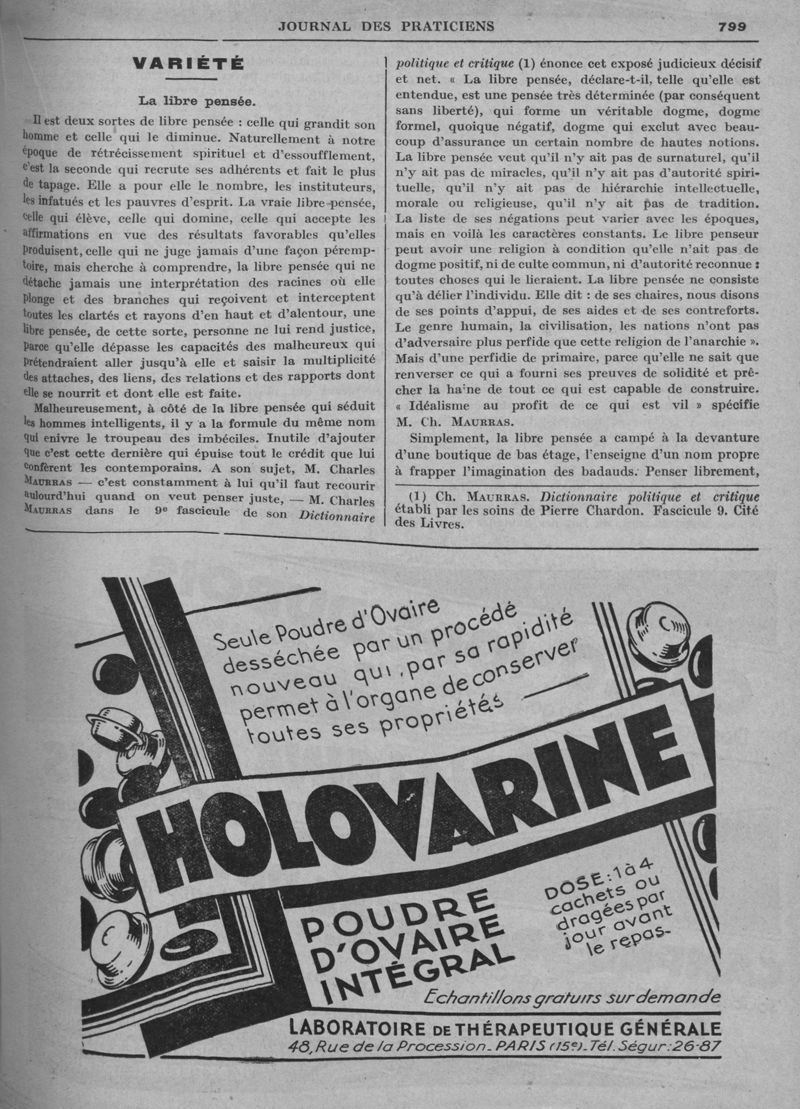 JOURNAL DES PRATICIENS 799
VARIÉTÉ
La libre pensée.
Il est deux sortes de libre pensée : celle qui grandit son
homme et celle qui le diminue. Naturellement à notre
époque de rétrécissement spirituel et d'essoufflement,
c'est la seconde qui recrute ses adhérents et fait le plus
de tapage. Elle a pour elle le nombre, les instituteurs,
les infatués et les pauvres d'esprit. La vraie libre-pensée,
celle qui élève, celle qui domine, celle qui accepte les
affirmations en vue des résultats favorables qu'elles
produisent, celle qui ne juge jamais d'une façon péremp-
toire, mais cherche à comprendre, la libre pensée qui ne
détache jamais une interprétation des racines où elle
plonge et des branches qui reçoivent et interceptent
toutes les clartés et rayons d'en haut et d'alentour, une
libre pensée, de cette sorte, personne ne lui rend justice,
parce qu'elle dépasse les capacités des malheureux qui
prétendraient aller jusqu'à elle et saisir la multiplicité
des attaches, des liens, des relations et des rapports dont
elle se nourrit et dont elle est faite.
Malheureusement, à côté de la libre pensée qui séduit
les hommes intelligents, il y a la formule du même nom
qui enivre le troupeau des imbéciles. Inutile d'ajouter
que c'est cette dernière qui épuise tout le crédit que lui
confèrent les contemporains. A son sujet, M. Charles
MAURRAS — c'est constamment à lui qu'il faut recourir
aujourd'hui quand on veut penser juste, — M. Charles
MAURRAS dans le 9e fascicule de son Dictionnaire
politique et critique (1) énonce cet exposé judicieux décisif
et net. « La libre pensée, déclare-t-il, telle qu'elle est
entendue, est une pensée très déterminée (par conséquent
sans liberté), qui forme un véritable dogme, dogme
formel, quoique négatif, dogme qui exclut avec beau-
coup d'assurance un certain nombre de hautes notions.
La libre pensée veut qu'il n'y ait pas de surnaturel, qu'il
n'y ait pas de miracles, qu'il n'y ait pas d'autorité spiri-
tuelle, qu'il n'y ait pas de hiérarchie intellectuelle,
morale ou religieuse, qu'il n'y ait pas de tradition.
La liste de ses négations peut varier avec les époques,
mais en voilà les caractères constants. Le libre penseur
peut avoir une religion à condition qu'elle n'ait pas de
dogme positif, ni de culte commun, ni d'autorité reconnue :
toutes choses qui le lieraient. La libre pensée ne consiste
qu'à délier l'individu. Elle dit : de ses chaires, nous disons
de ses points d'appui, de ses aides et de ses contreforts.
Le genre humain, la civilisation, les nations n'ont pas
d'adversaire plus perfide que cette religion de l'anarchie ».
Mais d'une perfidie de primaire, parce qu'elle ne sait que
renverser ce qui a fourni ses preuves de solidité et prê-
cher la haine de tout ce qui est capable de construire.
« Idéalisme au profit de ce qui est vil » spécifie
M. Ch. MAURRAS.
Simplement, la libre pensée a campé à la devanture
d'une boutique de bas étage, l'enseigne d'un nom propre
à frapper l'imagination des badauds. Penser librement,
(1) Ch. MAURRAS. Dictionnaire politique et critique
établi par les soins de Pierre Chardon. Fascicule 9. Cité
des Livres.
Seule Poudre d'Ovaire
desséchée par un procédé
nouveau qui, par sa rapidité
permet à l'organe de conserver
toutes ses propriétés
HOLOVARINE
POUDRE
D'OVAIRE
INTÉGRAL
DOSE : 1 à 4
cachets ou
dragées par
jour avant
le repas.
Echantillons gratuits sur demande
LABORATOIRE DE THÉRAPEUTIQUE GÉNÉRALE
48, Rue de la Procession. PARIS (15e). Tél. Ségur : 26-87